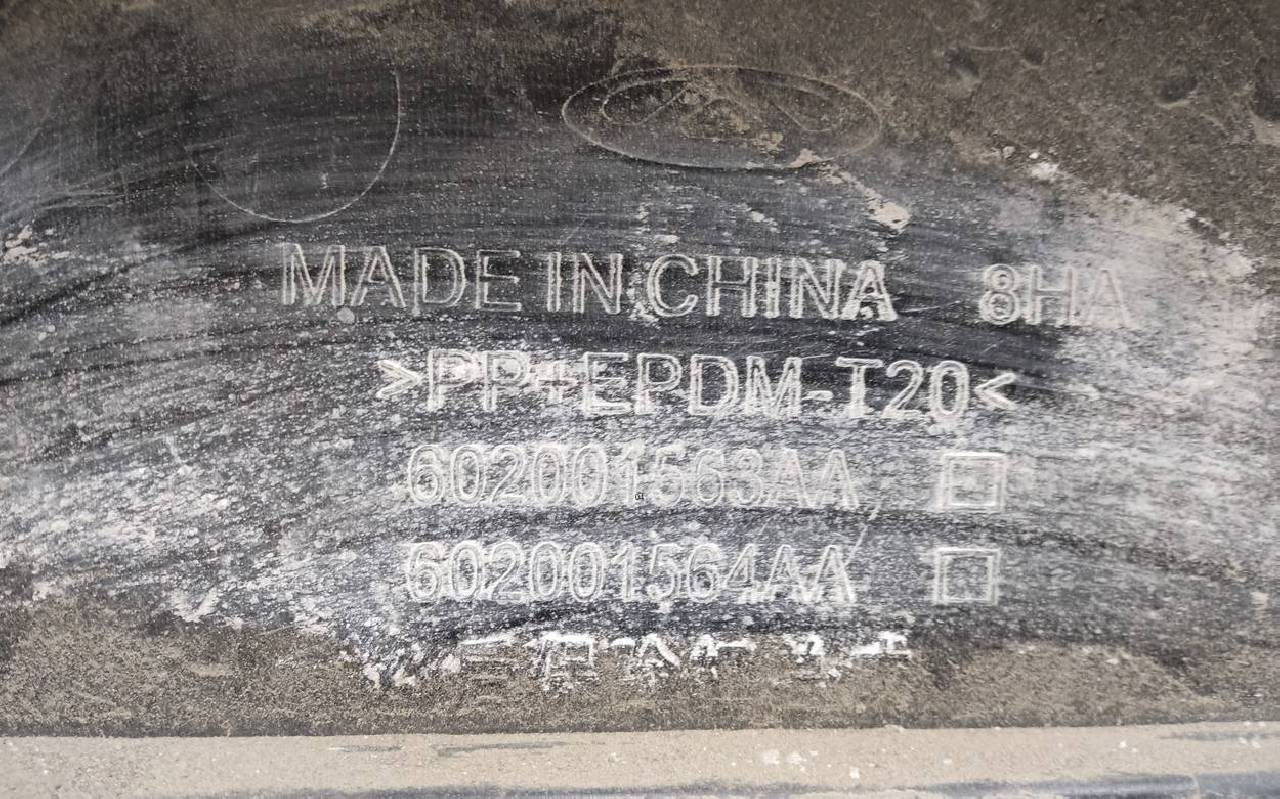 MADE IN CHINA 8HA
>PP+EPDM-T20<
602001563AA
602001564AA